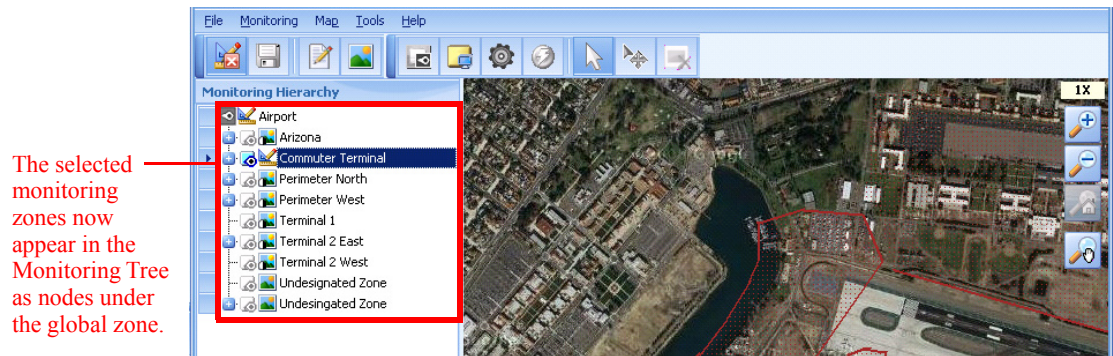 File Monitoring Map Tools Help
Monitoring Hierarchy
Airport
Arizona
Commuter Terminal
Perimeter North
Perimeter West
Terminal 1
Terminal 2 East
Terminal 2 West
Undesignated Zone
Undesingated Zone
1X
The selected
monitoring
zones now
appear in the
Monitoring Tree
as nodes under
the global zone.